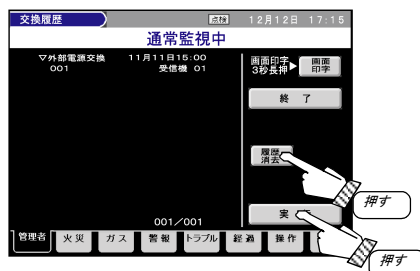 交換履歴 点検 12月12日 17:15
通常監視中
▽外部電源交換 11月11日15:00
001 受信機 01
画面印字 3秒長押 ▶ 画面印字
終了
履歴消去
押す
実
001/001
管理者 火災 ガス 警報 トラブル 経過 操作
押す